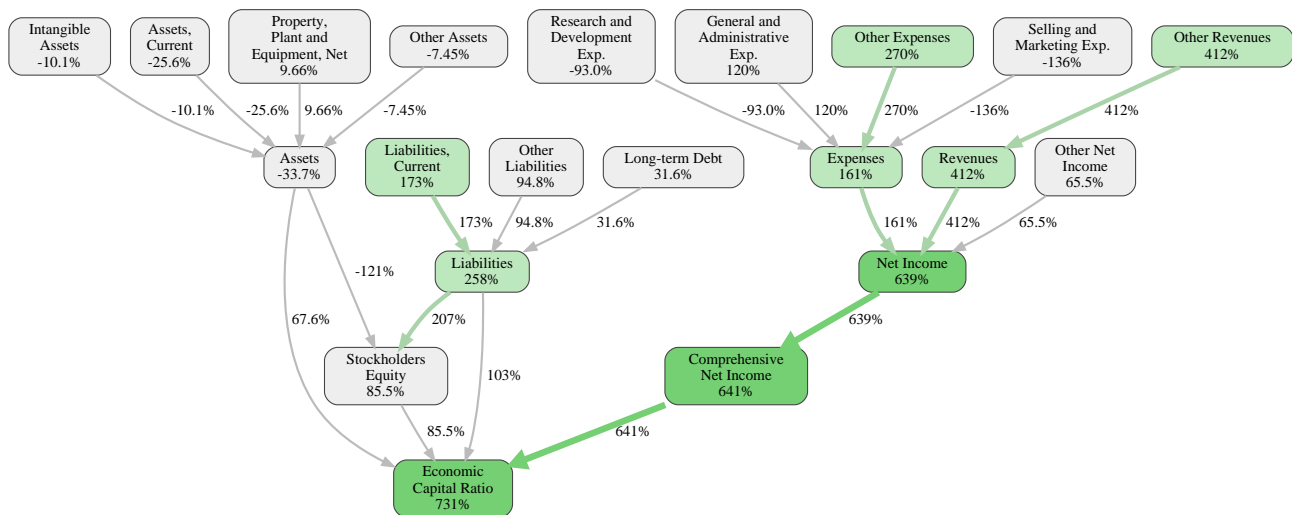 Intangible
Assets
-10.1%
Assets,
Current
-25.6%
Property,
Plant and
Equipment, Net
9.66%
Other Assets
-7.45%
Research and
Development
Exp.
-93.0%
General and
Administrative
Exp.
120%
Other Expenses
270%
Selling and
Marketing Exp.
-136%
Other Revenues
412%
-10.1%
-25.6%
9.66%
-7.45%
-93.0%
120%
270%
-136%
412%
Assets
-33.7%
Liabilities,
Current
173%
Other
Liabilities
94.8%
Long-term Debt
31.6%
Expenses
161%
Revenues
412%
Other Net
Income
65.5%
173%
94.8%
31.6%
161%
412%
65.5%
Liabilities
258%
Net Income
639%
-121%
67.6%
207%
639%
Stockholders
Equity
85.5%
103%
Comprehensive
Net Income
641%
85.5%
641%
Economic
Capital Ratio
731%